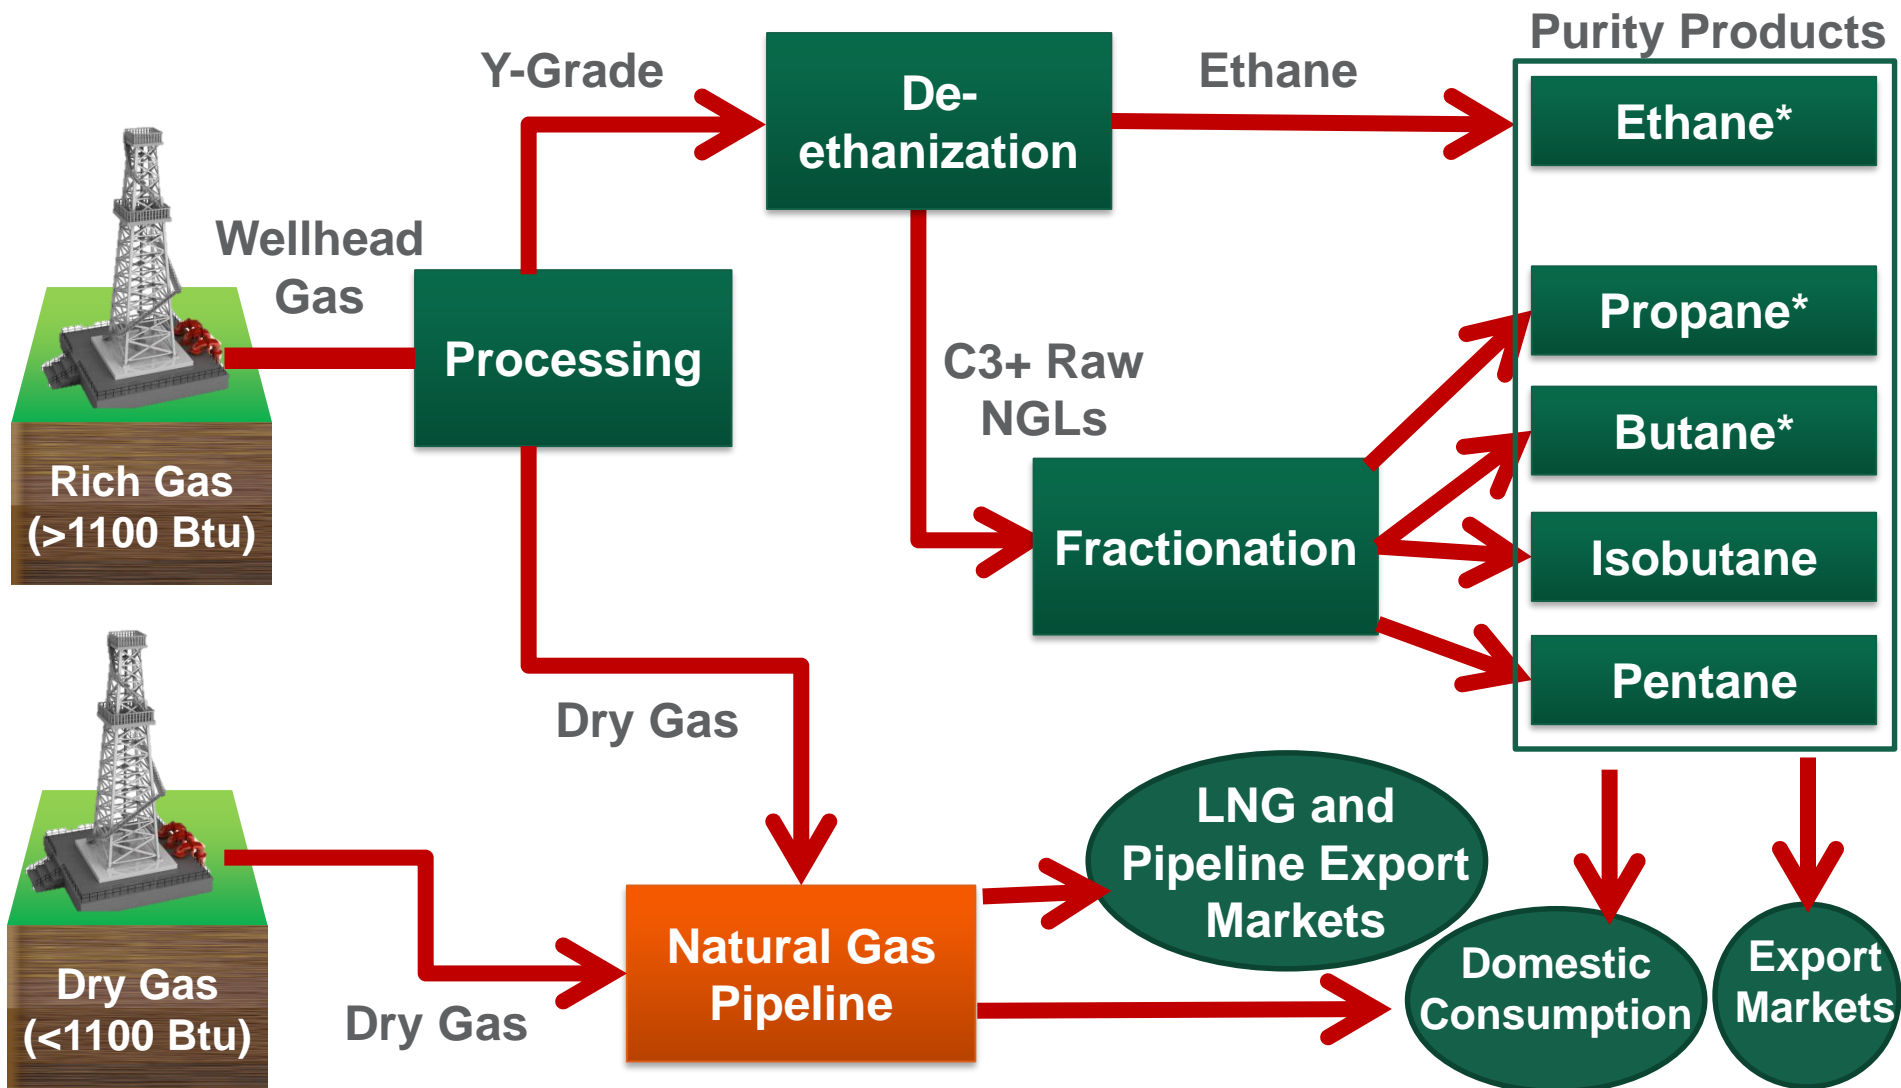 Purity Products
Y-Grade
De-
ethanization
Ethane
Ethane*
Wellhead
Gas
Processing
C3+ Raw
NGLs
Propane*
Butane*
Rich Gas
(>1100 Btu)
Fractionation
Isobutane
Pentane
Dry Gas
LNG and
Pipeline Export
Markets
Natural Gas
Pipeline
Domestic
Consumption
Export
Markets
Dry Gas
(<1100 Btu)
Dry Gas